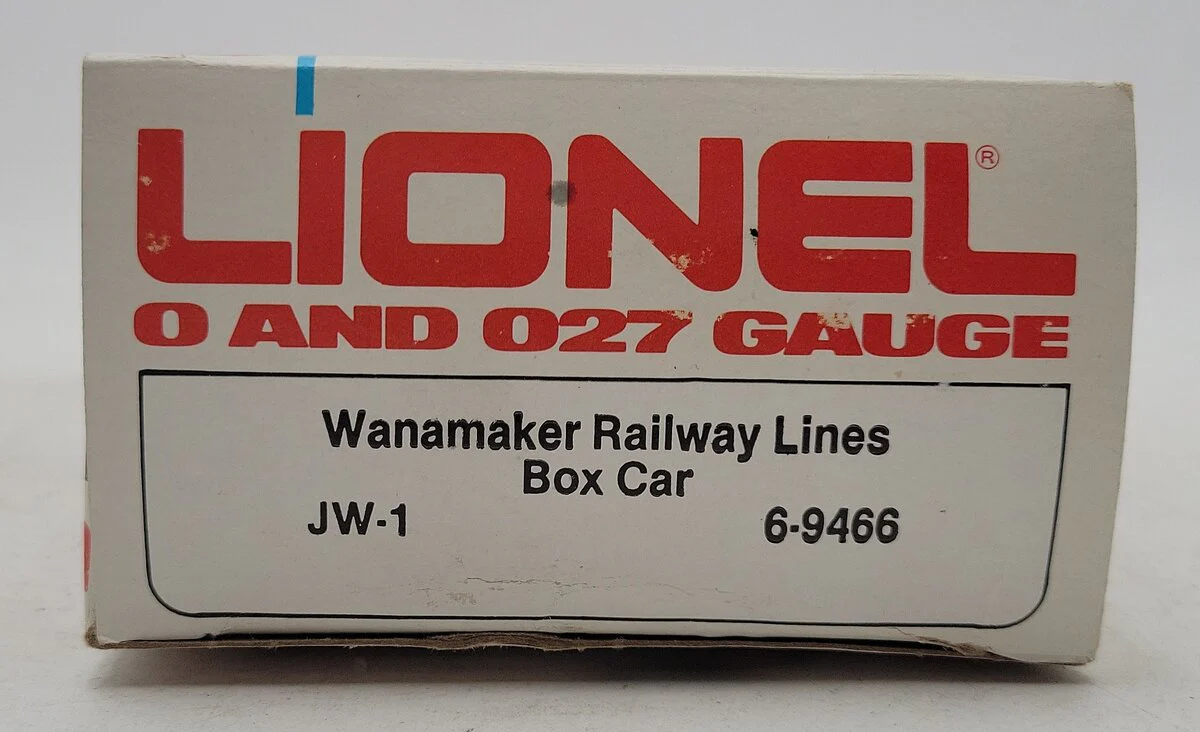 LIONEL®
O AND O27 GAUGE
Wanamaker Railway Lines
Box Car
JW-1 6-9466